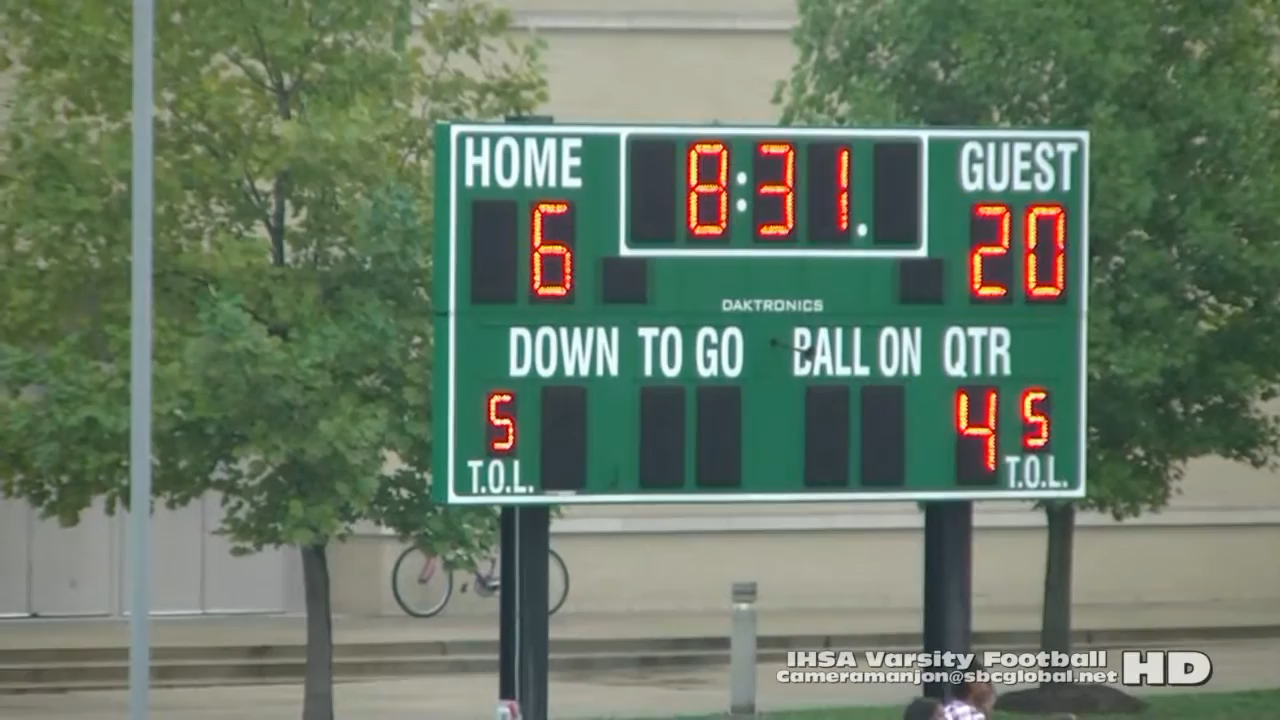 HOME 8:31. GUEST
6 20
DAKTRONICS
DOWN TO GO BALL ON QTR
5 4 5
T.O.L. T.O.L.
IHSA Varsity Football HD
Cameramanjon@sbcglobal.net